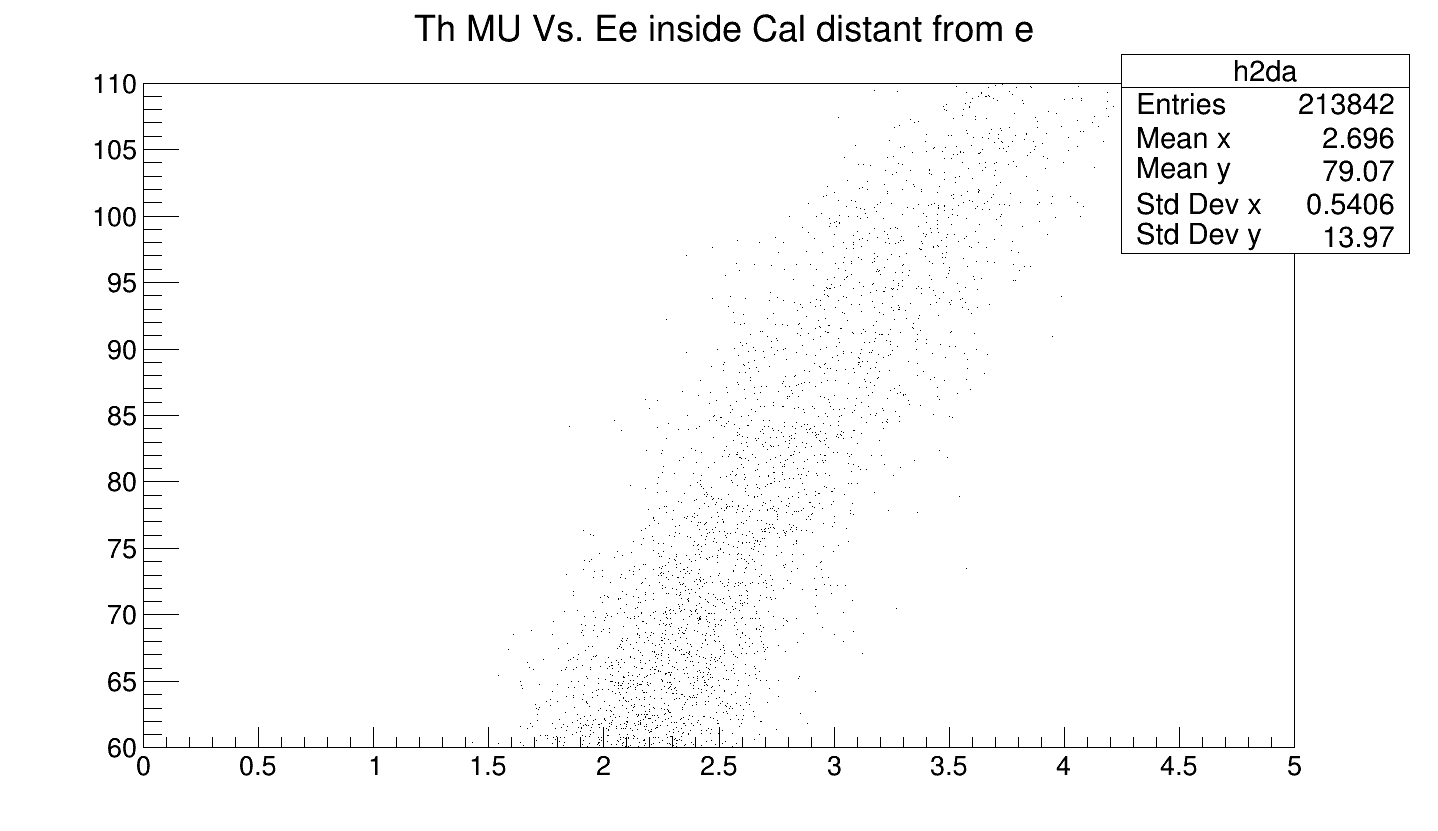 Th MU Vs. Ee inside Cal distant from e
h2da
Entries 213842
Mean x 2.696
Mean y 79.07
Std Dev x 0.5406
Std Dev y 13.97
110
105
100
95
90
85
80
75
70
65
60
0 0.5 1 1.5 2 2.5 3 3.5 4 4.5 5